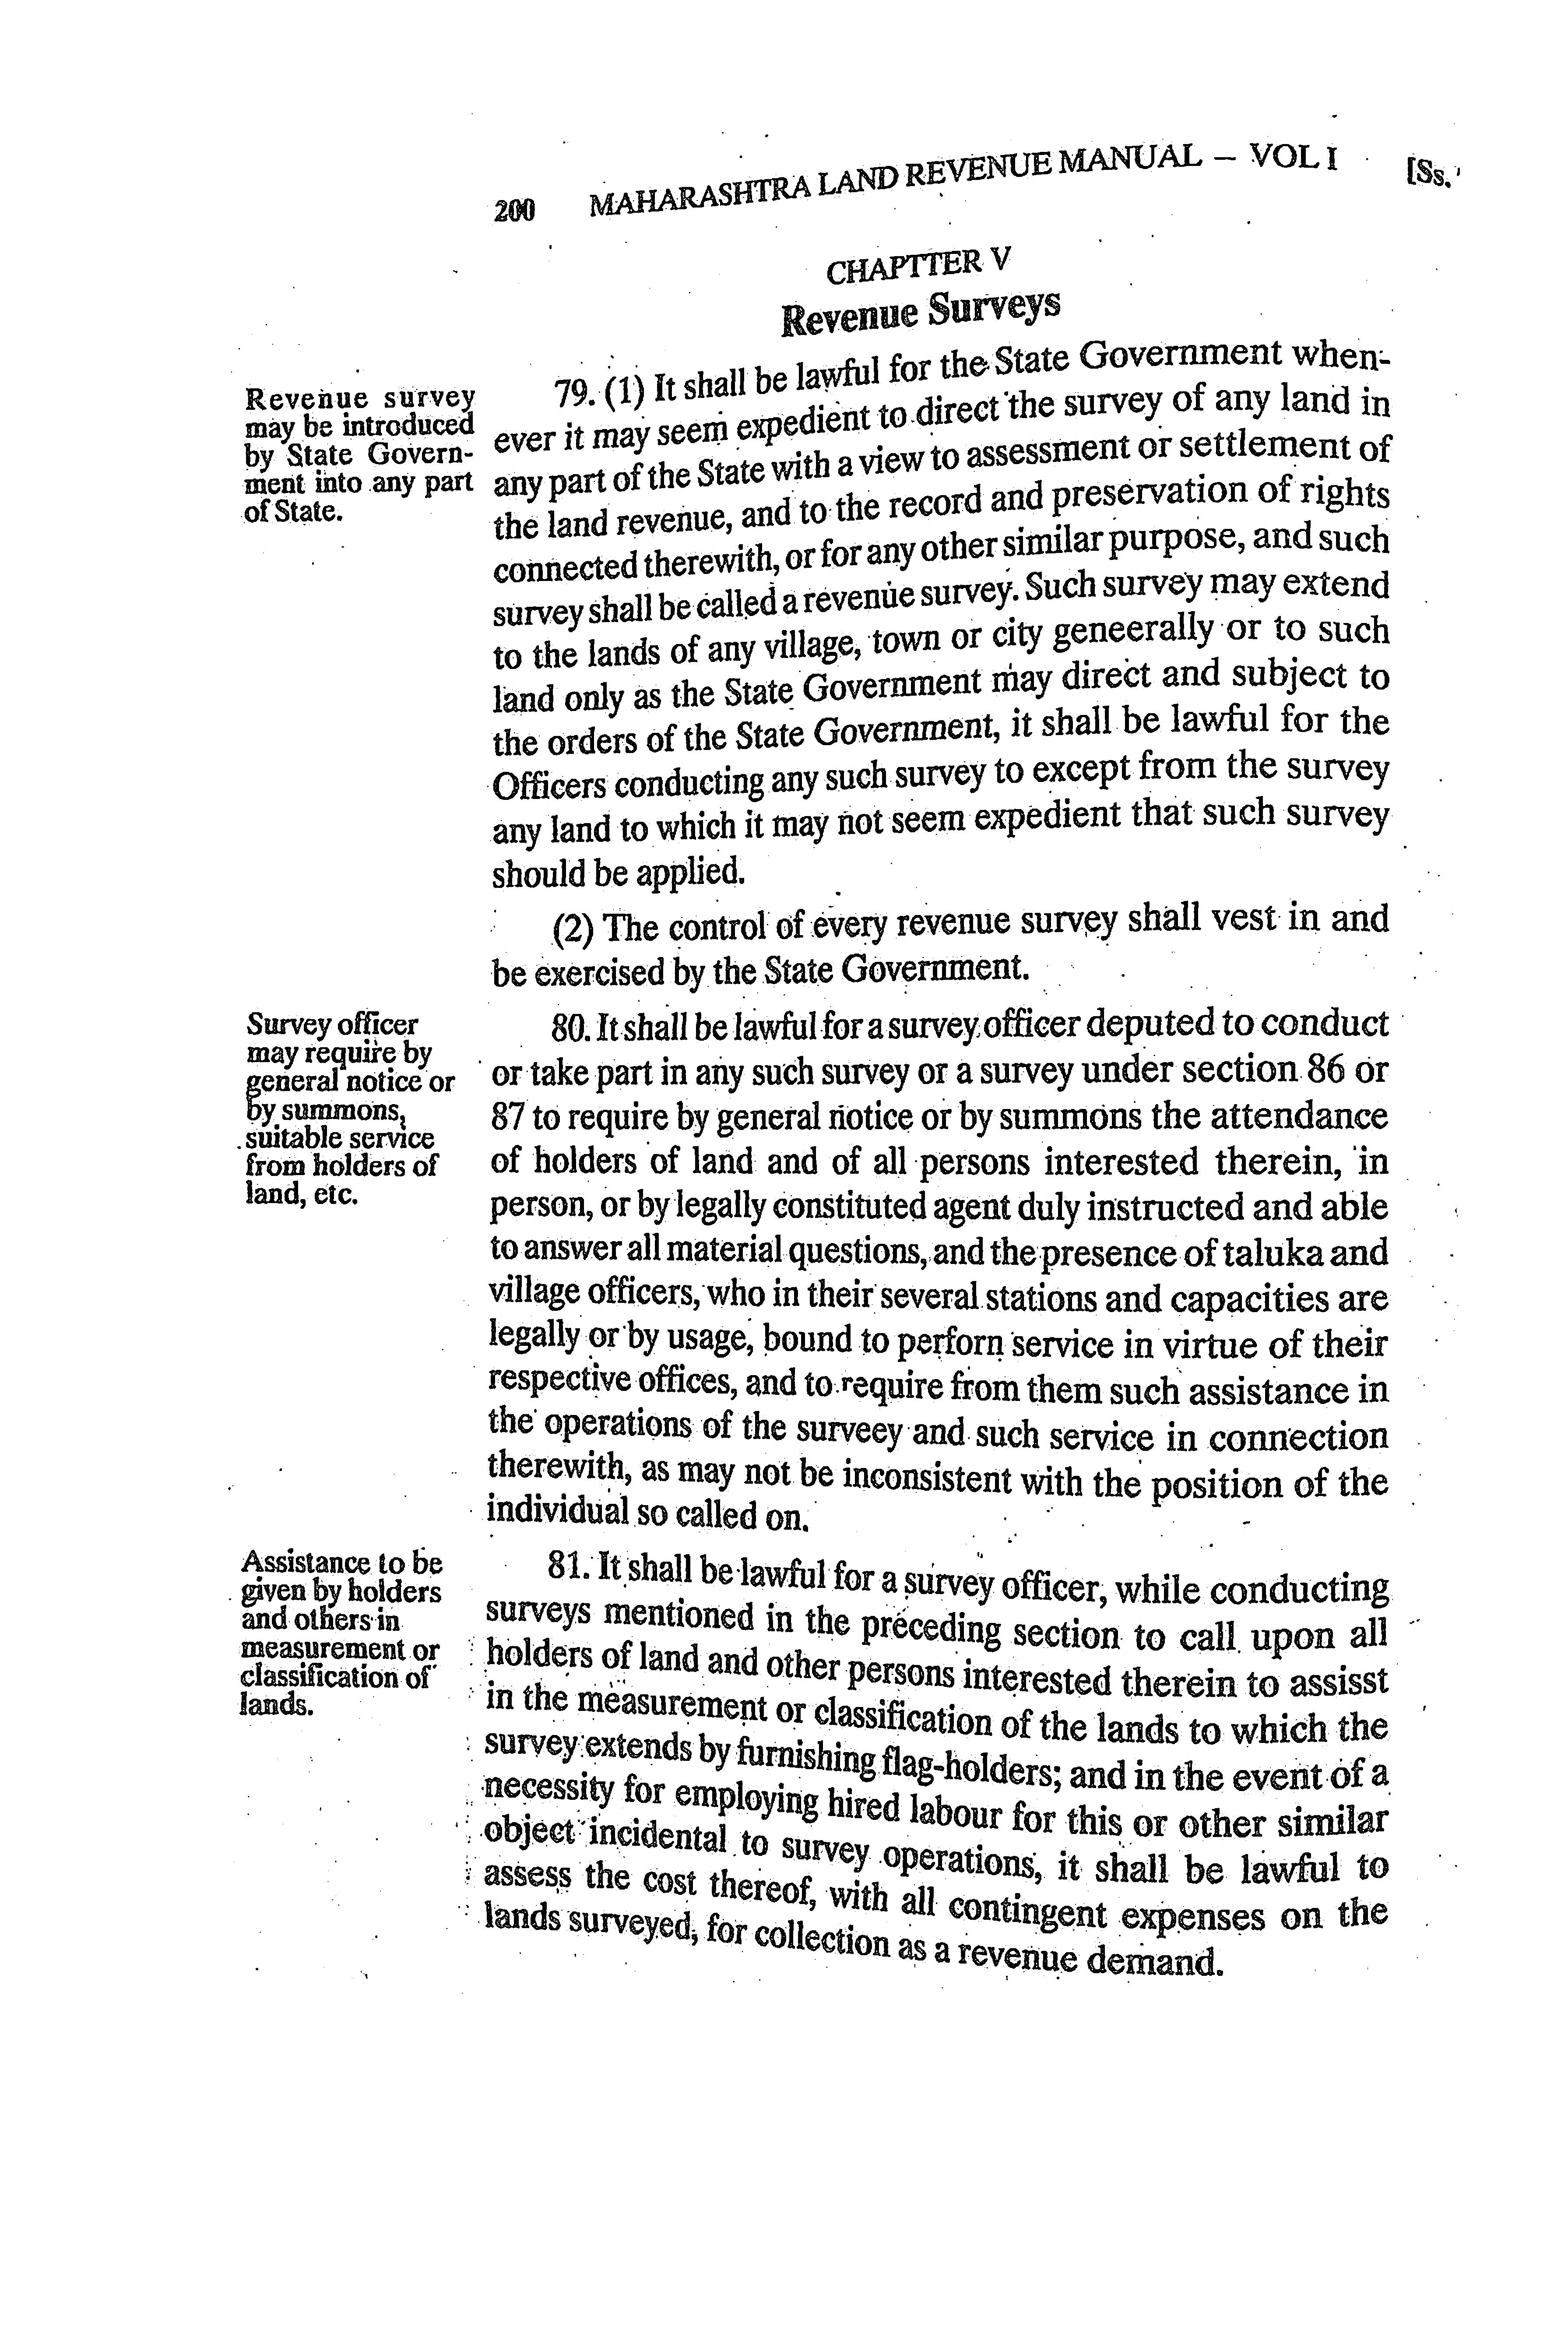 200 MAHARASHTRA LAND REVENUE MANUAL – VOL I [Ss.
CHAPTTER V
Revenue Surveys
Revenue survey
may be introduced
by State Govern-
ment into any part
of State.
79. (1) It shall be lawful for the State Government when-
ever it may seem expedient to direct the survey of any land in
any part of the State with a view to assessment or settlement of
the land revenue, and to the record and preservation of rights
connected therewith, or for any other similar purpose, and such
survey shall be called a revenue survey. Such survey may extend
to the lands of any village, town or city geneerally or to such
land only as the State Government may direct and subject to
the orders of the State Government, it shall be lawful for the
Officers conducting any such survey to except from the survey
any land to which it may not seem expedient that such survey
should be applied.
(2) The control of every revenue survey shall vest in and
be exercised by the State Government.
Survey officer
may require by
general notice or
by summons,
suitable service
from holders of
land, etc.
80. It shall be lawful for a survey officer deputed to conduct
or take part in any such survey or a survey under section 86 or
87 to require by general notice or by summons the attendance
of holders of land and of all persons interested therein, in
person, or by legally constituted agent duly instructed and able
to answer all material questions, and the presence of taluka and
village officers, who in their several stations and capacities are
legally or by usage, bound to perforn service in virtue of their
respective offices, and to require from them such assistance in
the operations of the surveey and such service in connection
therewith, as may not be inconsistent with the position of the
individual so called on.
Assistance to be
given by holders
and others in
measurement or
classification of
lands.
81. It shall be lawful for a survey officer, while conducting
surveys mentioned in the preceding section to call upon all
holders of land and other persons interested therein to assisst
in the measurement or classification of the lands to which the
survey extends by furnishing flag-holders; and in the event of a
necessity for employing hired labour for this or other similar
object incidental to survey operations, it shall be lawful to
assess the cost thereof, with all contingent expenses on the
lands surveyed, for collection as a revenue demand.